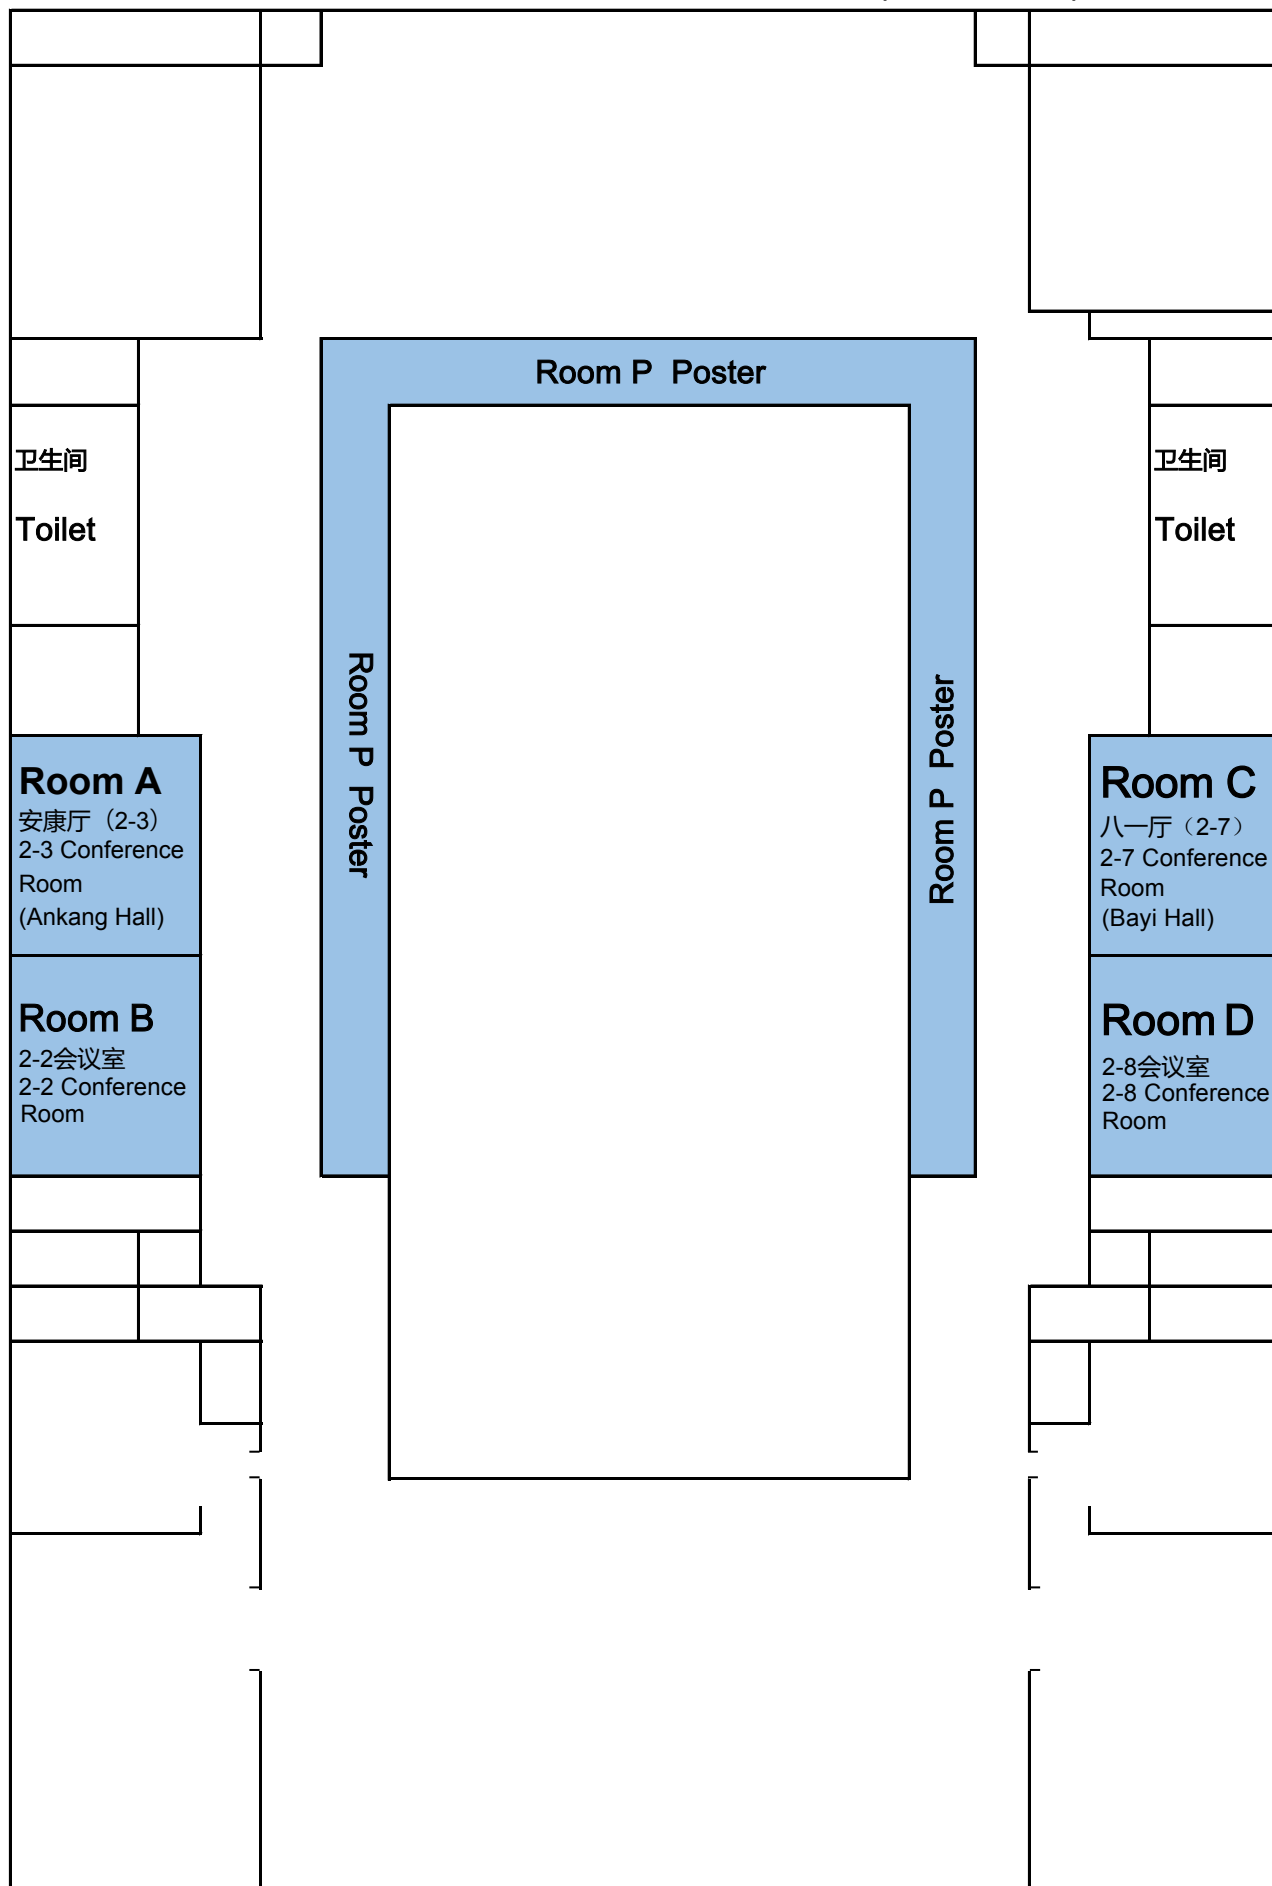 Room P Poster
卫生间
Toilet
卫生间
Toilet
Room P Poster
Room P Poster
Room A
安康厅（2-3）
2-3 Conference
Room
(Ankang Hall)
Room B
2-2会议室
2-2 Conference
Room
Room C
八一厅（2-7）
2-7 Conference
Room
(Bayi Hall)
Room D
2-8会议室
2-8 Conference
Room